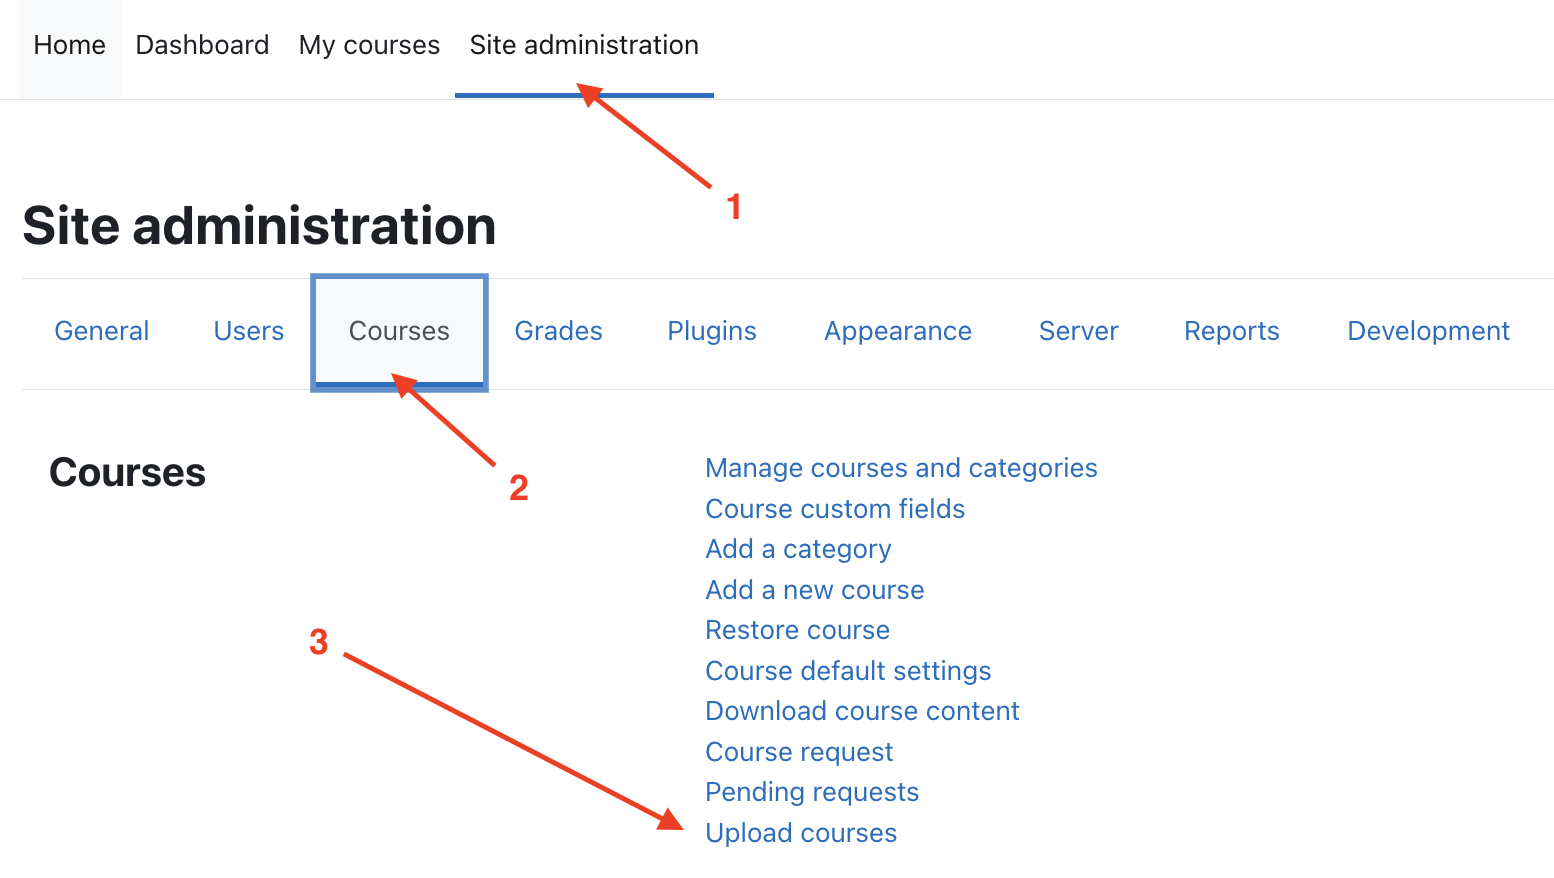 Home Dashboard My courses Site administration
1
Site administration
General Users Courses Grades Plugins Appearance Server Reports Development
2
Courses
Manage courses and categories
Course custom fields
Add a category
Add a new course
3
Restore course
Course default settings
Download course content
Course request
Pending requests
Upload courses